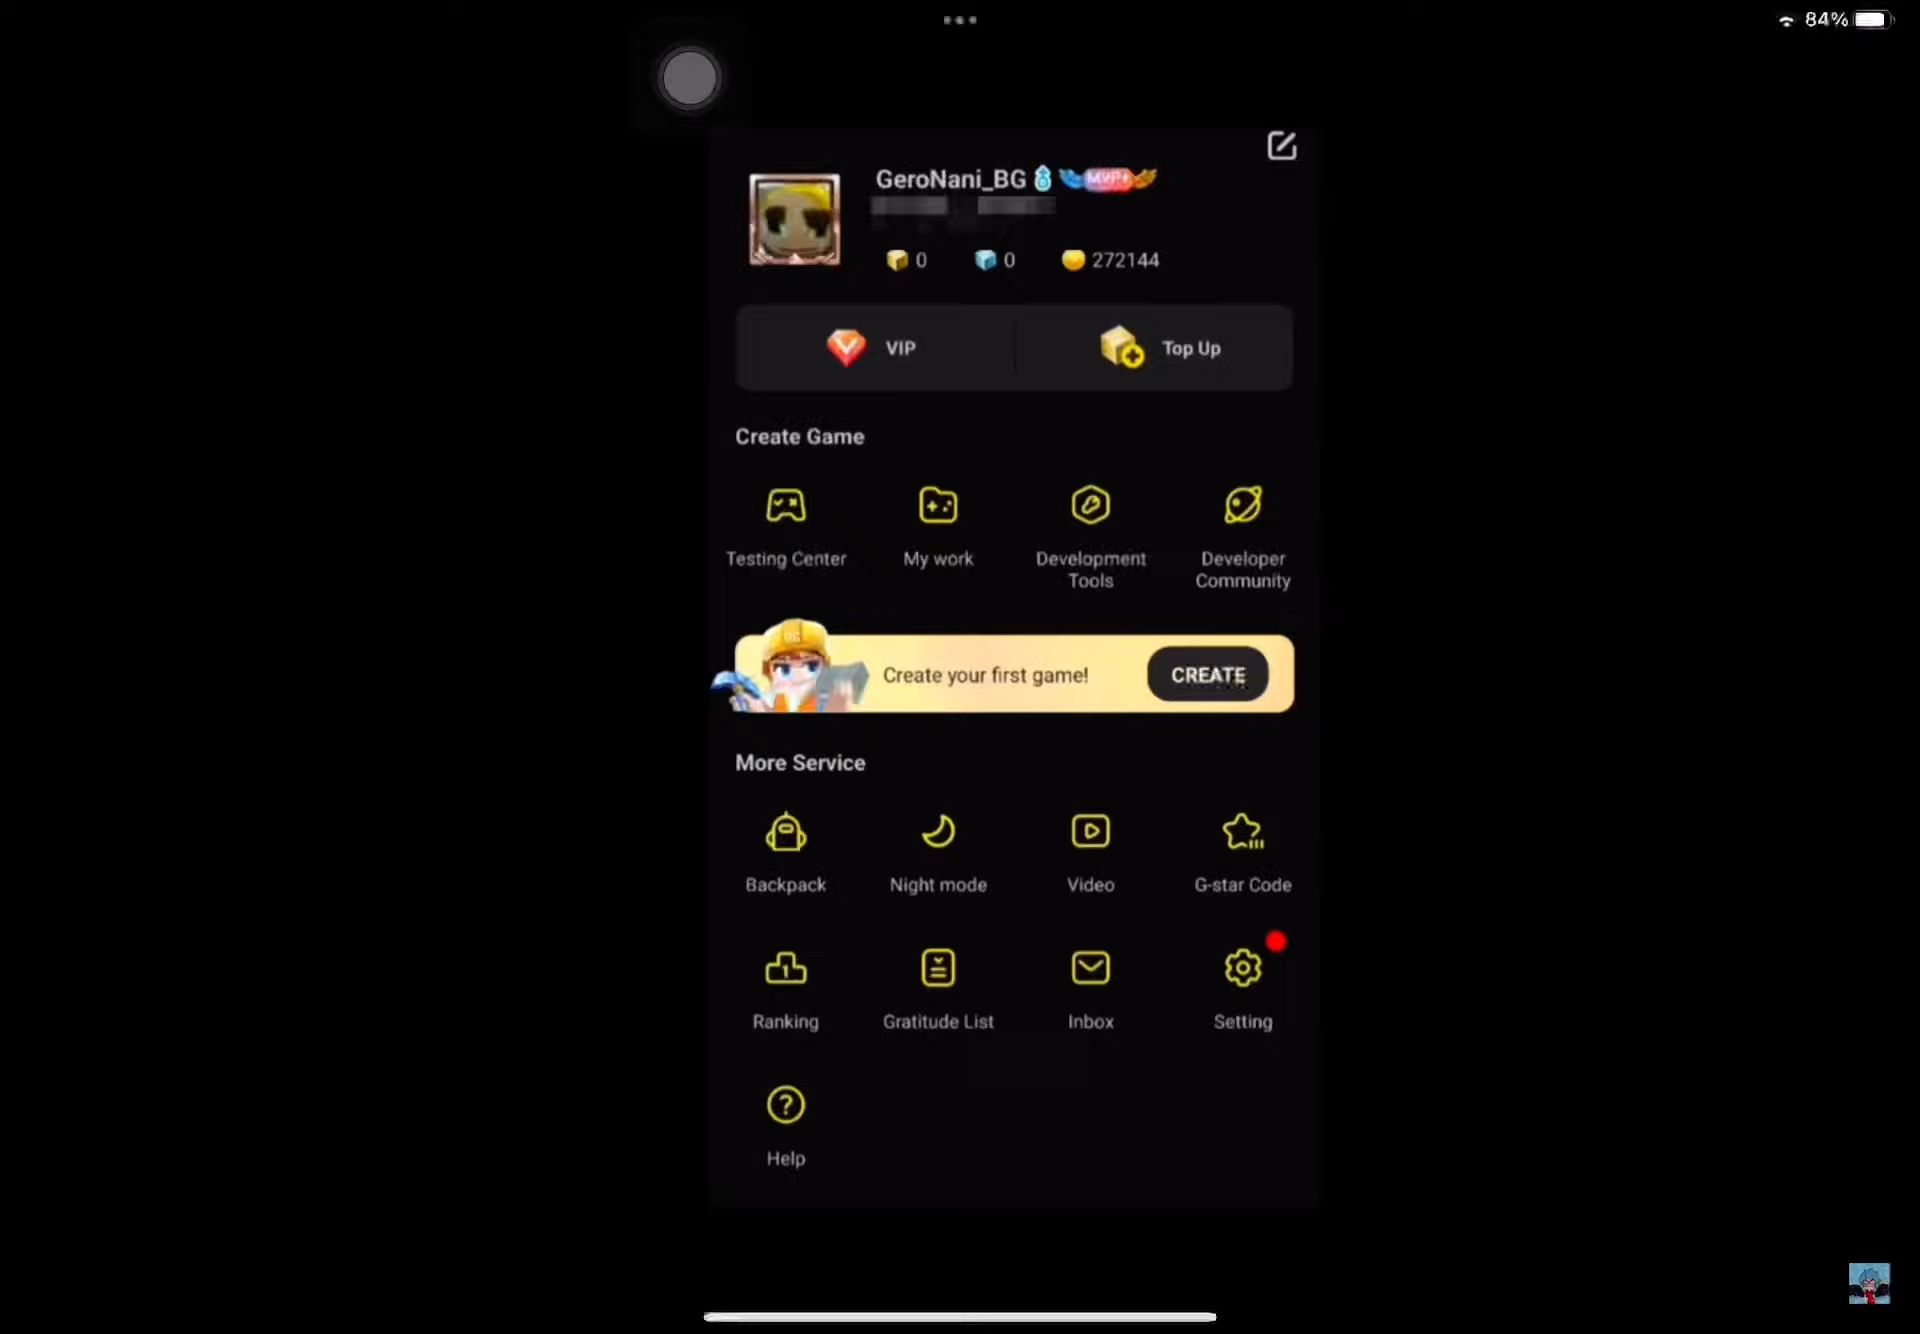 84%
GeroNani_BG 8 MVP+
0 0 272144
VIP Top Up
Create Game
Testing Center My work Development Tools Developer Community
Create your first game! CREATE
More Service
Backpack Night mode Video G-star Code
Ranking Gratitude List Inbox Setting
Help